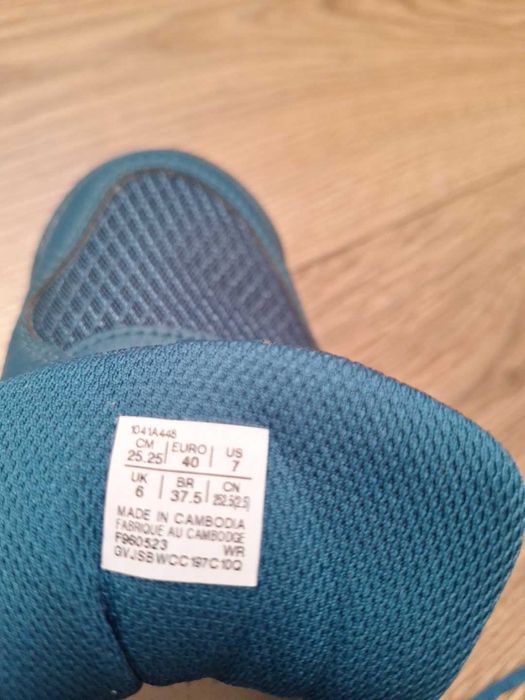 1041A448
CM EURO US
25.25 40 7
UK BR CN
6 37.5 252.5(2.5)
MADE IN CAMBODIA
FABRIQUE AU CAMBODGE
F960523 WR
GVJSBWCC197C10Q